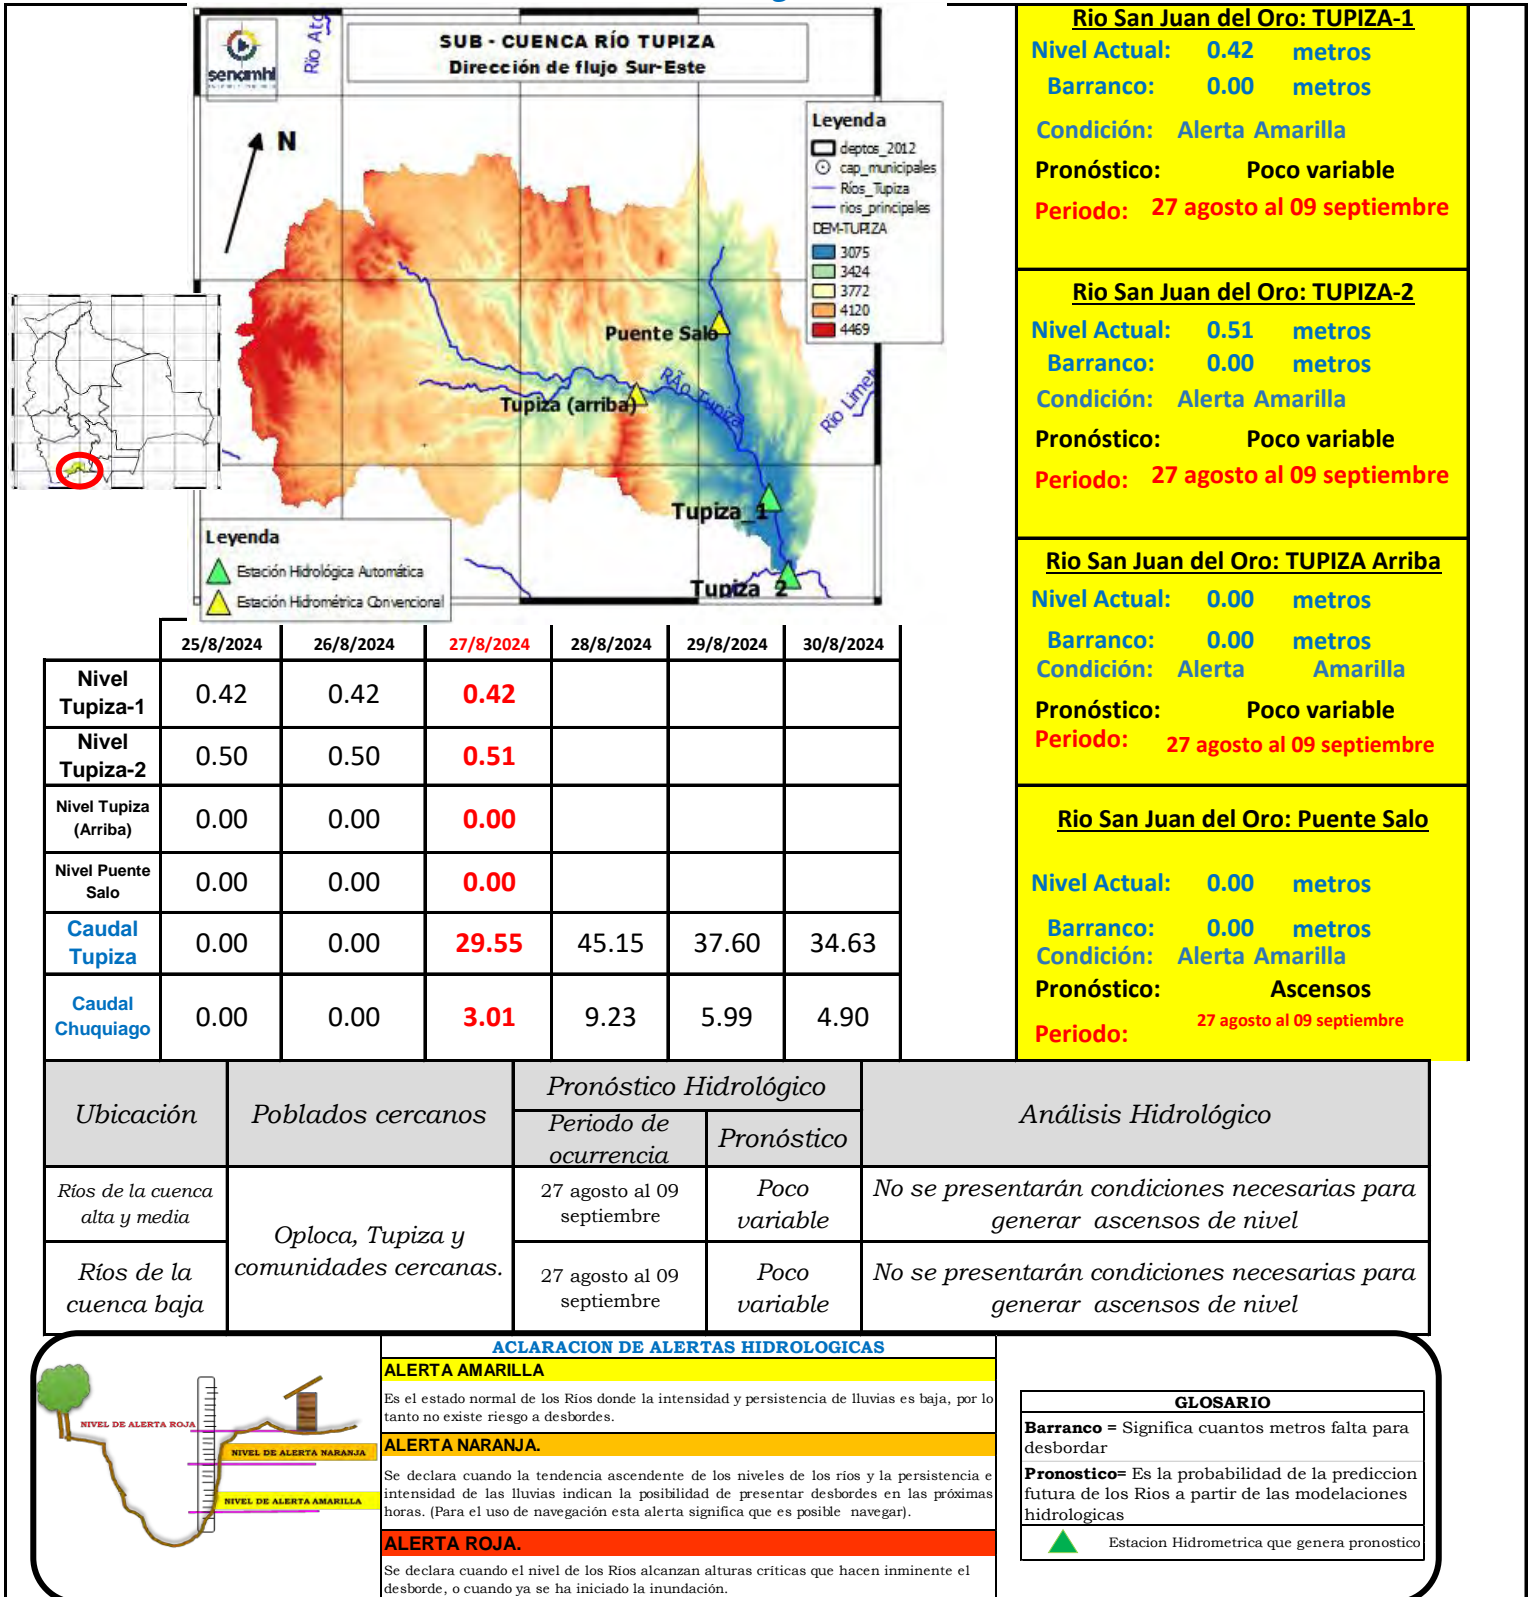 senamhi
Río Ato
SUB - CUENCA RÍO TUPIZA
Dirección de flujo Sur-Este
N
Leyenda
deptos_2012
cap_municipales
Ríos_Tupiza
rios_principales
DEM-TUPIZA
3075
3424
3772
4120
4469
Puente Salo
RÃo Tupiza
Tupiza (arriba)
Rio Limet
Tupiza_1
Tupiza_2
Leyenda
Estación Hidrológica Automática
Estación Hidrométrica Convencional
Rio San Juan del Oro: TUPIZA-1
Nivel Actual: 0.42 metros
Barranco: 0.00 metros
Condición: Alerta Amarilla
Pronóstico: Poco variable
Periodo: 27 agosto al 09 septiembre
Rio San Juan del Oro: TUPIZA-2
Nivel Actual: 0.51 metros
Barranco: 0.00 metros
Condición: Alerta Amarilla
Pronóstico: Poco variable
Periodo: 27 agosto al 09 septiembre
Rio San Juan del Oro: TUPIZA Arriba
Nivel Actual: 0.00 metros
Barranco: 0.00 metros
Condición: Alerta Amarilla
Pronóstico: Poco variable
Periodo: 27 agosto al 09 septiembre
Rio San Juan del Oro: Puente Salo
Nivel Actual: 0.00 metros
Barranco: 0.00 metros
Condición: Alerta Amarilla
Pronóstico: Ascensos
Periodo: 27 agosto al 09 septiembre
25/8/2024 26/8/2024 27/8/2024 28/8/2024 29/8/2024 30/8/2024
Nivel
Tupiza-1 0.42 0.42 0.42
Nivel
Tupiza-2 0.50 0.50 0.51
Nivel Tupiza
(Arriba) 0.00 0.00 0.00
Nivel Puente
Salo 0.00 0.00 0.00
Caudal
Tupiza 0.00 0.00 29.55 45.15 37.60 34.63
Caudal
Chuquiago 0.00 0.00 3.01 9.23 5.99 4.90
Ubicación
Poblados cercanos
Pronóstico Hidrológico
Periodo de
ocurrencia
Pronóstico
Análisis Hidrológico
Ríos de la cuenca
alta y media
Oploca, Tupiza y
comunidades cercanas.
27 agosto al 09
septiembre
Poco
variable
No se presentarán condiciones necesarias para
generar ascensos de nivel
Ríos de la
cuenca baja
27 agosto al 09
septiembre
Poco
variable
No se presentarán condiciones necesarias para
generar ascensos de nivel
NIVEL DE ALERTA ROJA
NIVEL DE ALERTA NARANJA
NIVEL DE ALERTA AMARILLA
ACLARACION DE ALERTAS HIDROLOGICAS
ALERTA AMARILLA
Es el estado normal de los Ríos donde la intensidad y persistencia de lluvias es baja, por lo
tanto no existe riesgo a desbordes.
ALERTA NARANJA.
Se declara cuando la tendencia ascendente de los niveles de los ríos y la persistencia e
intensidad de las lluvias indican la posibilidad de presentar desbordes en las próximas
horas. (Para el uso de navegación esta alerta significa que es posible navegar).
ALERTA ROJA.
Se declara cuando el nivel de los Ríos alcanzan alturas críticas que hacen inminente el
desborde, o cuando ya se ha iniciado la inundación.
GLOSARIO
Barranco = Significa cuantos metros falta para
desbordar
Pronostico= Es la probabilidad de la prediccion
futura de los Rios a partir de las modelaciones
hidrologicas
Estacion Hidrometrica que genera pronostico